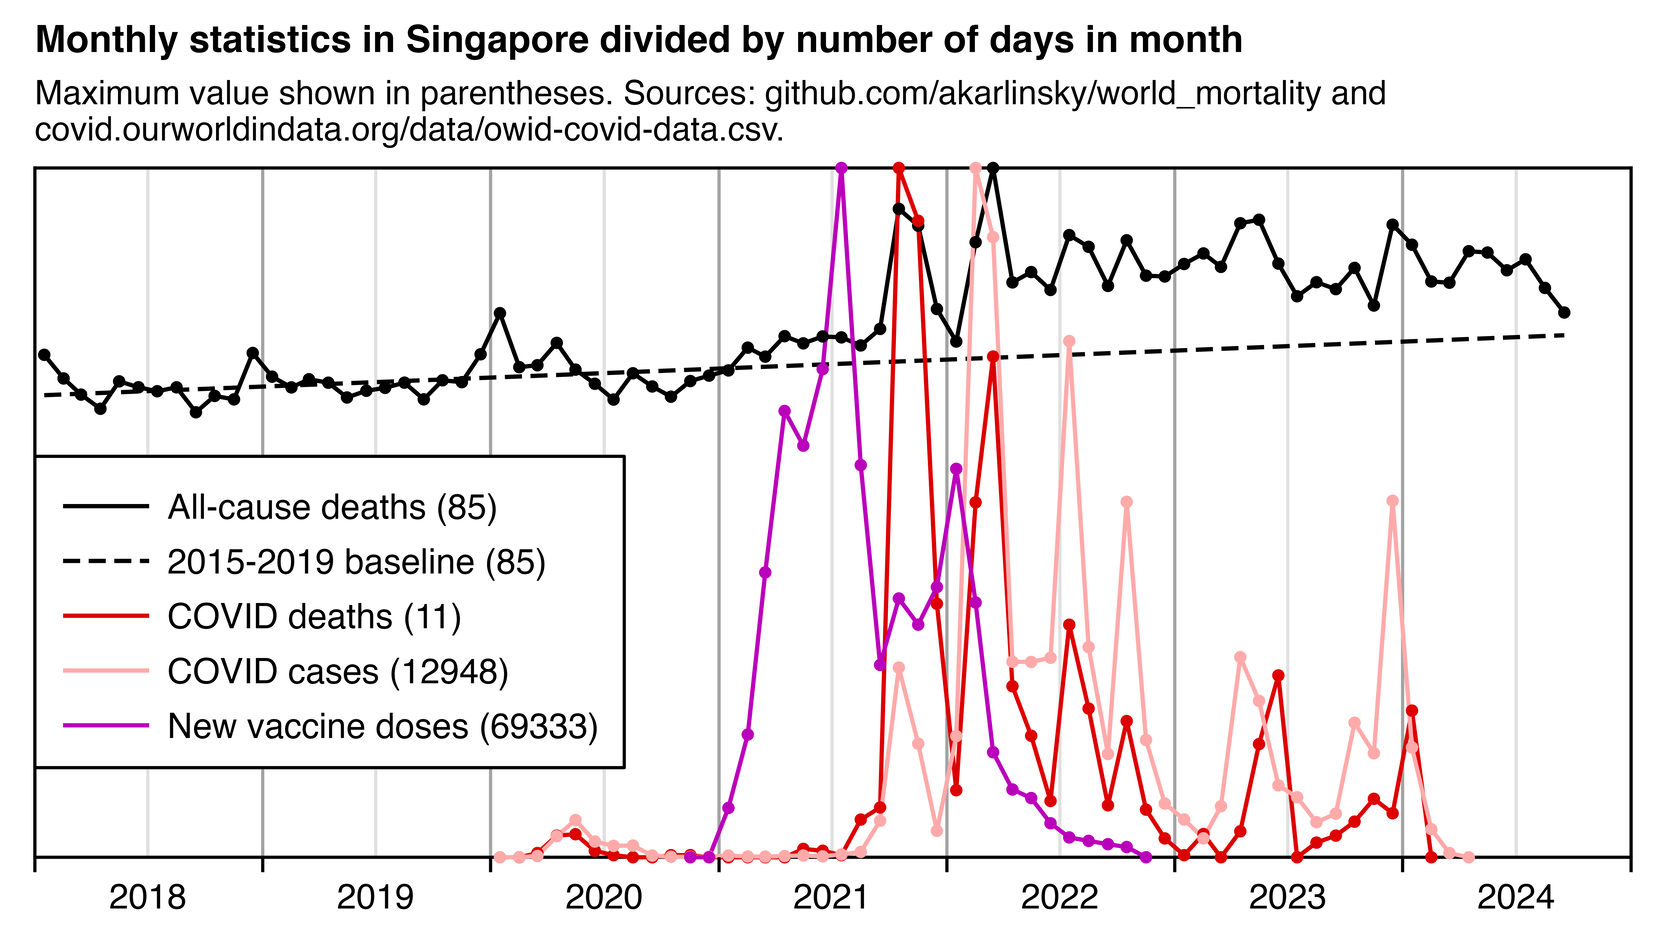 Monthly statistics in Singapore divided by number of days in month
Maximum value shown in parentheses. Sources: github.com/akarlinsky/world_mortality and
covid.ourworldindata.org/data/owid-covid-data.csv.
All-cause deaths (85)
2015-2019 baseline (85)
COVID deaths (11)
COVID cases (12948)
New vaccine doses (69333)
2018 2019 2020 2021 2022 2023 2024